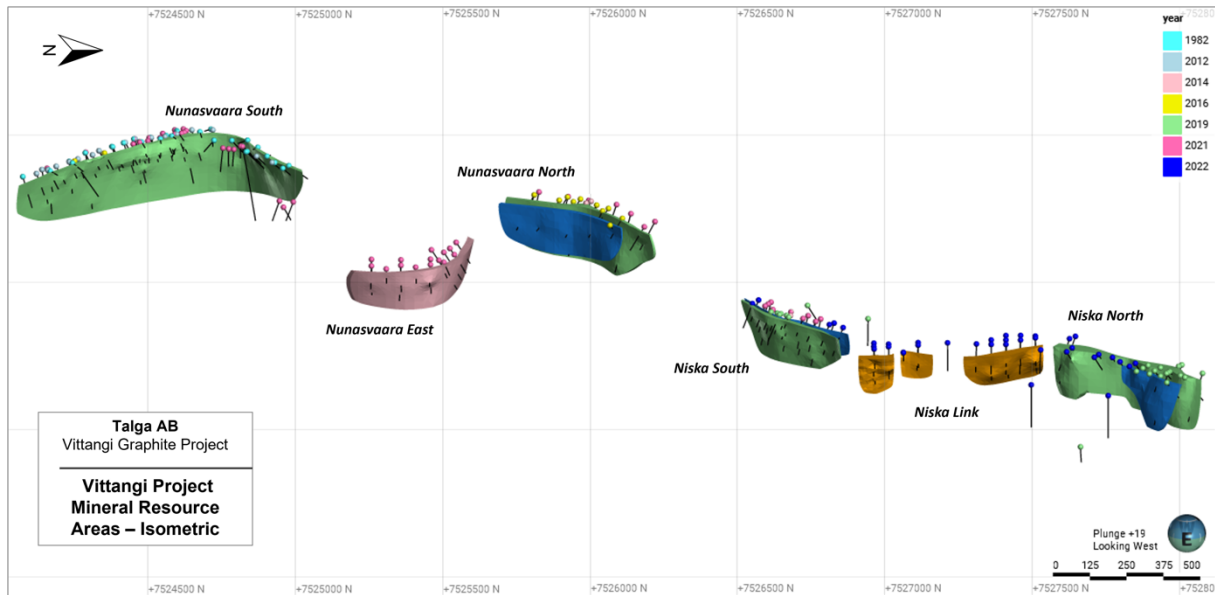 +7524500 N +7525000 N +7525500 N +7526000 N +7526500 N +7527000 N +7527500 N +75280
year
1982
2012
2014
2016
2019
2021
2022
N
Nunasvaara South
Nunasvaara North
Nunasvaara East
Niska South
Niska North
Niska Link
Talga AB
Vittangi Graphite Project
Vittangi Project
Mineral Resource
Areas – Isometric
Plunge +19
Looking West
E
0 125 250 375 500
+7524500 N +7525000 N +7525500 N +7526000 N +7526500 N +7527000 N +7527500 N +75280